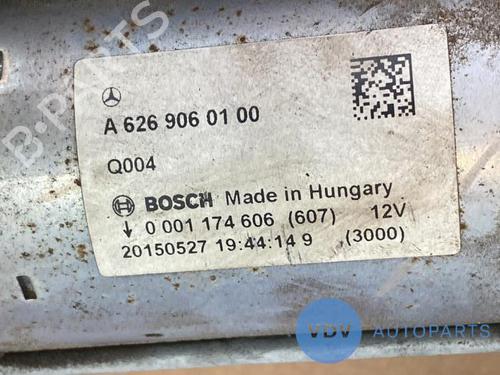 A 626 906 01 00
Q004
BOSCH Made in Hungary
0 001 174 606 (607) 12V
20150527 19:44:14 9 (3000)
B-PARTS
VDV AUTOPARTS